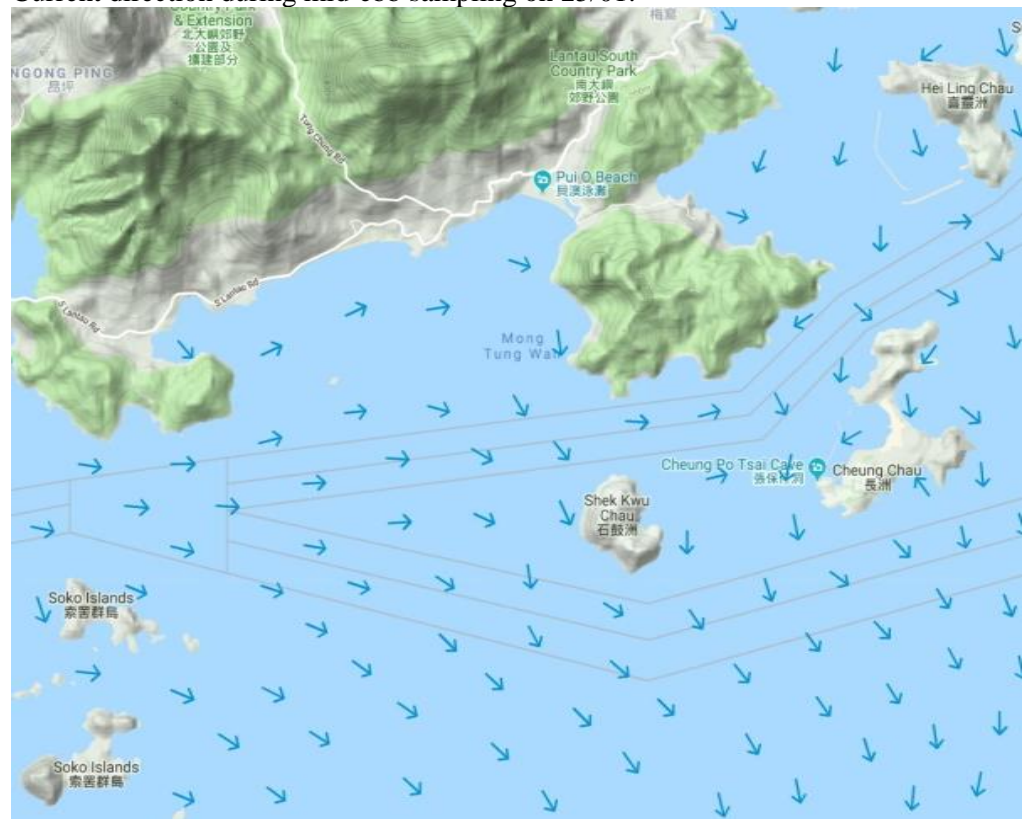 & Extension
北大嶼郊野
公園及
擴建部分
梅窩
NGONG PING
昂坪
Lantau South
Country Park
南大嶼
郊野公園
Hei Ling Chau
喜靈洲
Tung Chung Rd
Pui O Beach
貝澳泳灘
S Lantau Rd
S Lantau Rd
Mong
Tung Wan
Cheung Po Tsai Cave
張保仔洞
Cheung Chau
長洲
Shek Kwu
Chau
石鼓洲
Soko Islands
索罟群島
Soko Islands
索罟群島